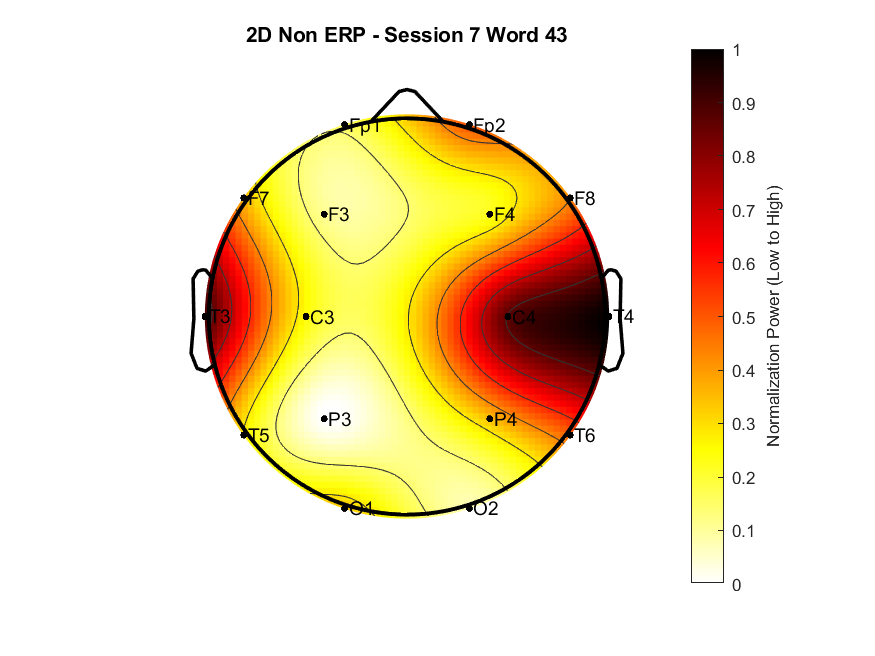 2D Non ERP - Session 7 Word 43
Fp1 Fp2
F7 F8
F3 F4
T3 C3 C4 T4
P3 P4
T5 T6
O1 O2
1
0.9
0.8
0.7
0.6
0.5
0.4
0.3
0.2
0.1
0
Normalization Power (Low to High)